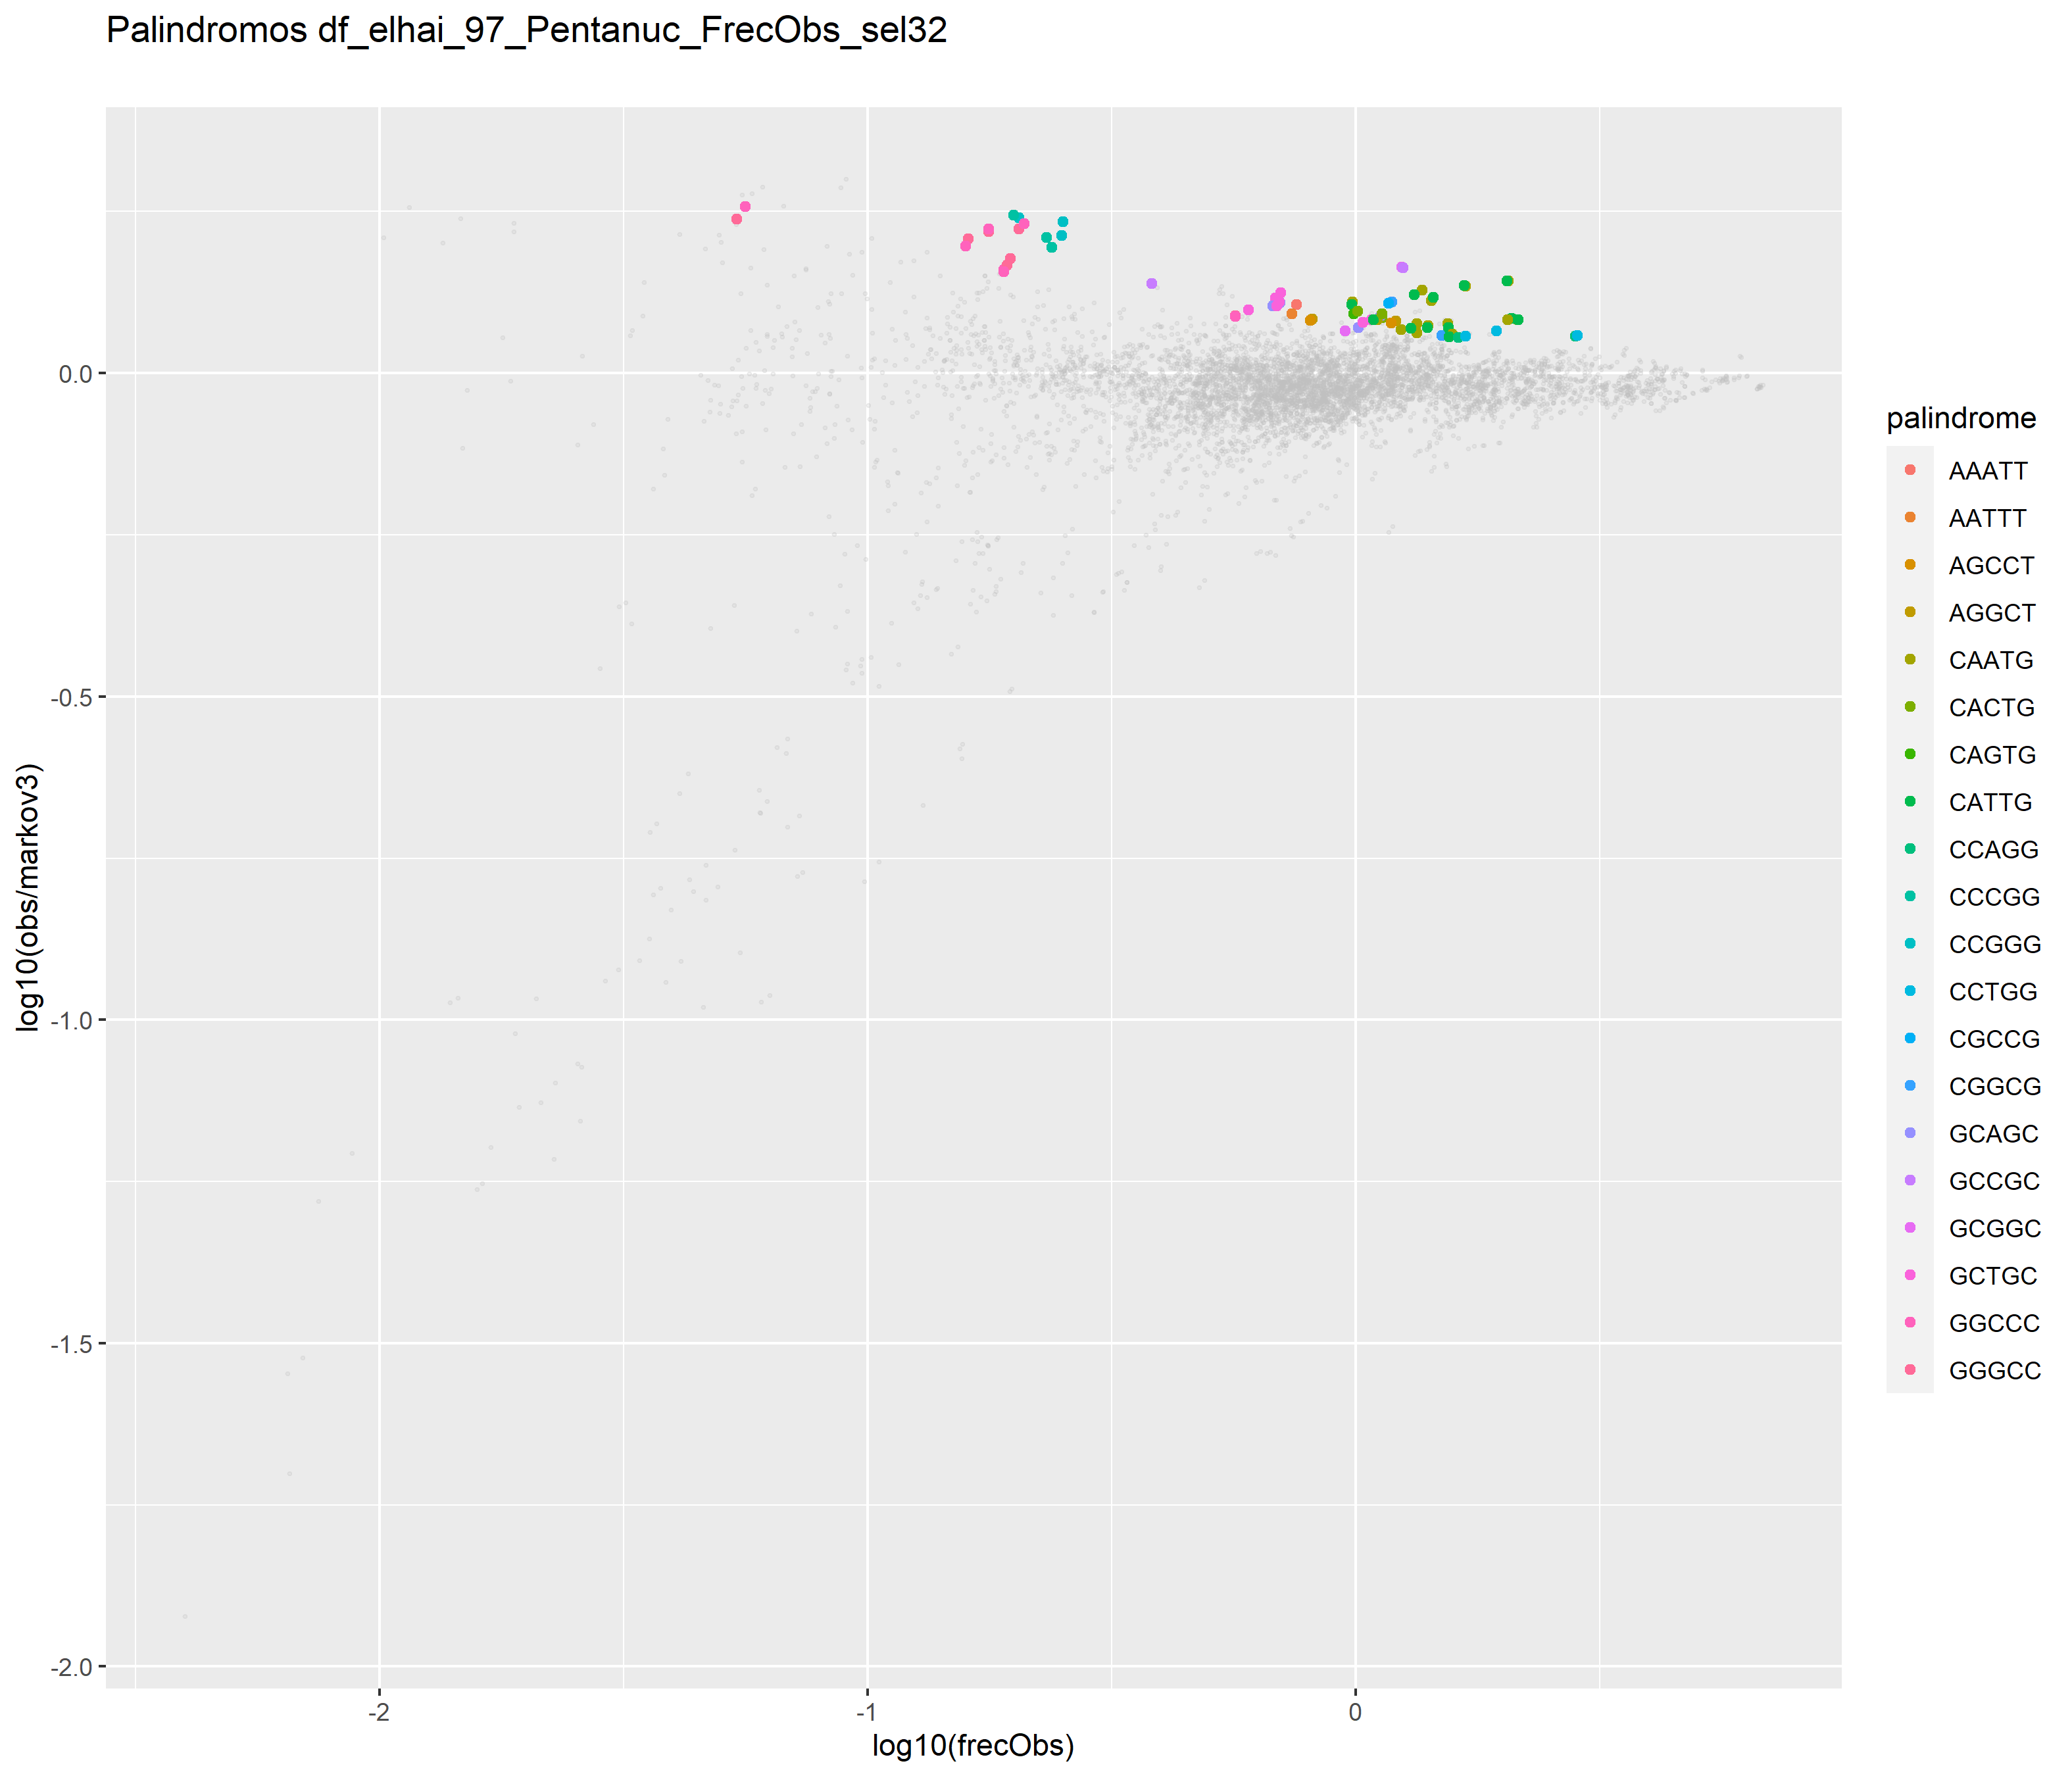 Palindromos df_elhai_97_Pentanuc_FrecObs_sel32
log10(obs/markov3)
0.0
-0.5
-1.0
-1.5
-2.0
-2
-1
0
log10(frecObs)
palindrome
AAATT
AATTT
AGCCT
AGGCT
CAATG
CACTG
CAGTG
CATTG
CCAGG
CCCGG
CCGGG
CCTGG
CGCCG
CGGCG
GCAGC
GCCGC
GCGGC
GCTGC
GGCCC
GGGCC